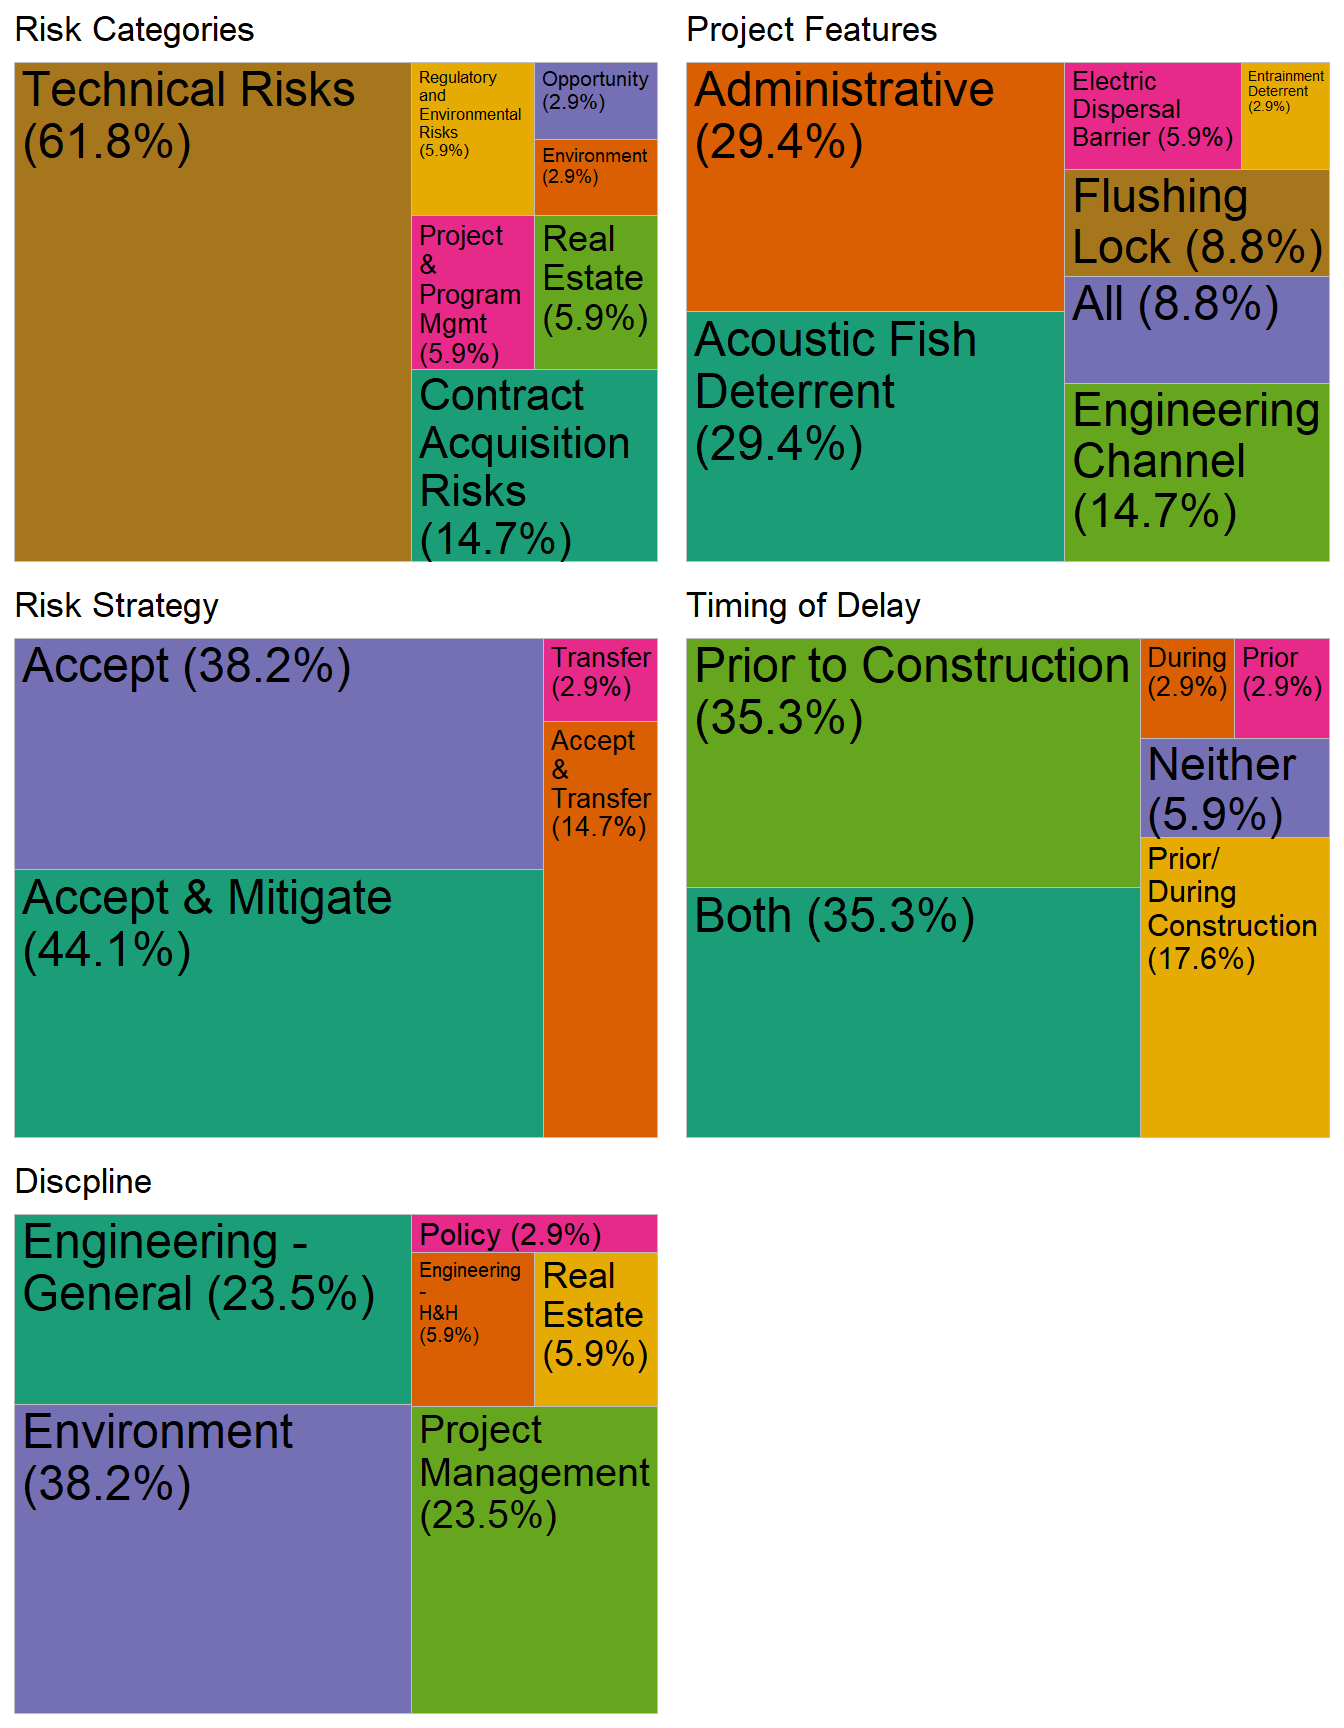 Risk Categories
Technical Risks
(61.8%)
Regulatory
and
Environmental
Risks
(5.9%)
Opportunity
(2.9%)
Environment
(2.9%)
Project
&
Program
Mgmt
(5.9%)
Real
Estate
(5.9%)
Contract
Acquisition
Risks
(14.7%)
Project Features
Administrative
(29.4%)
Acoustic Fish
Deterrent
(29.4%)
Electric
Dispersal
Barrier (5.9%)
Entrainment
Deterrent
(2.9%)
Flushing
Lock (8.8%)
All (8.8%)
Engineering
Channel
(14.7%)
Risk Strategy
Accept (38.2%)
Accept & Mitigate
(44.1%)
Transfer
(2.9%)
Accept
&
Transfer
(14.7%)
Timing of Delay
Prior to Construction
(35.3%)
Both (35.3%)
During
(2.9%)
Prior
(2.9%)
Neither
(5.9%)
Prior/
During
Construction
(17.6%)
Discpline
Engineering -
General (23.5%)
Environment
(38.2%)
Policy (2.9%)
Engineering
-
H&H
(5.9%)
Real
Estate
(5.9%)
Project
Management
(23.5%)